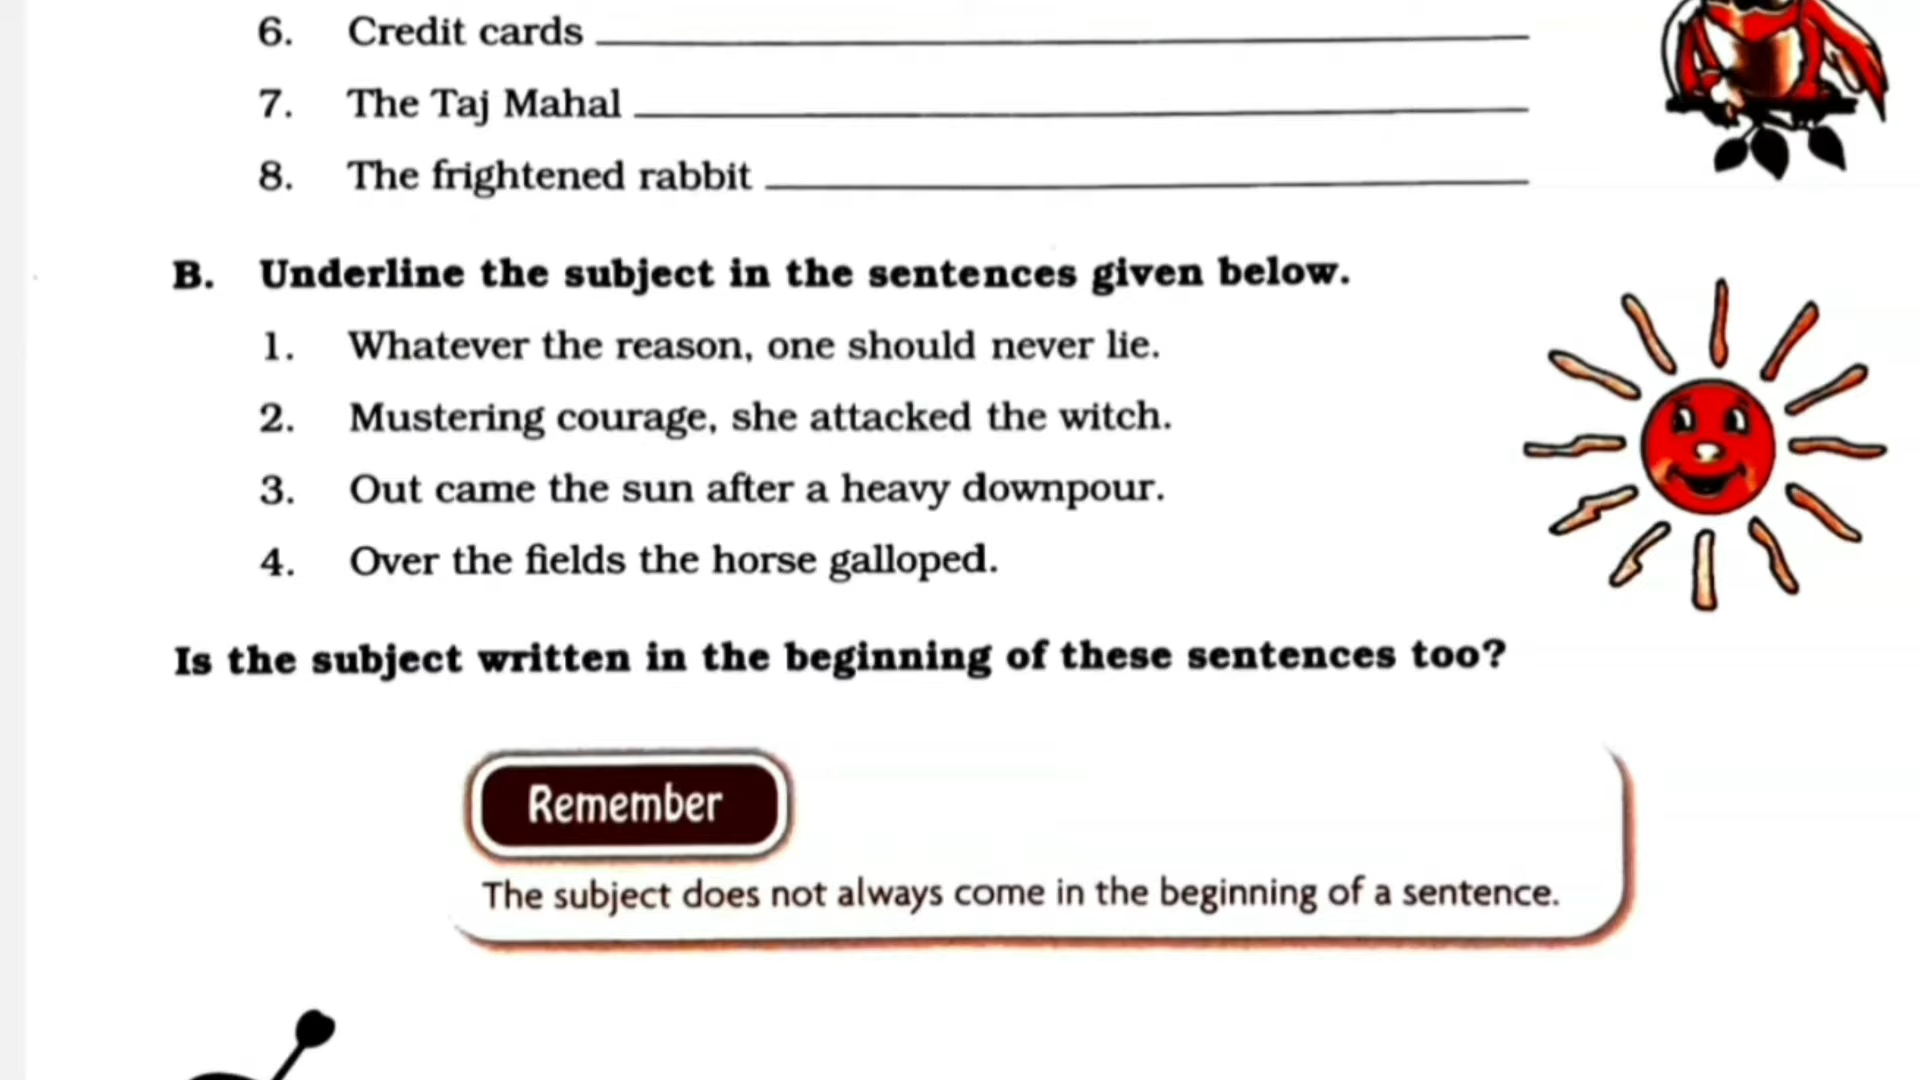 6. Credit cards
7. The Taj Mahal
8. The frightened rabbit
B. Underline the subject in the sentences given below.
1. Whatever the reason, one should never lie.
2. Mustering courage, she attacked the witch.
3. Out came the sun after a heavy downpour.
4. Over the fields the horse galloped.
Is the subject written in the beginning of these sentences too?
Remember
The subject does not always come in the beginning of a sentence.